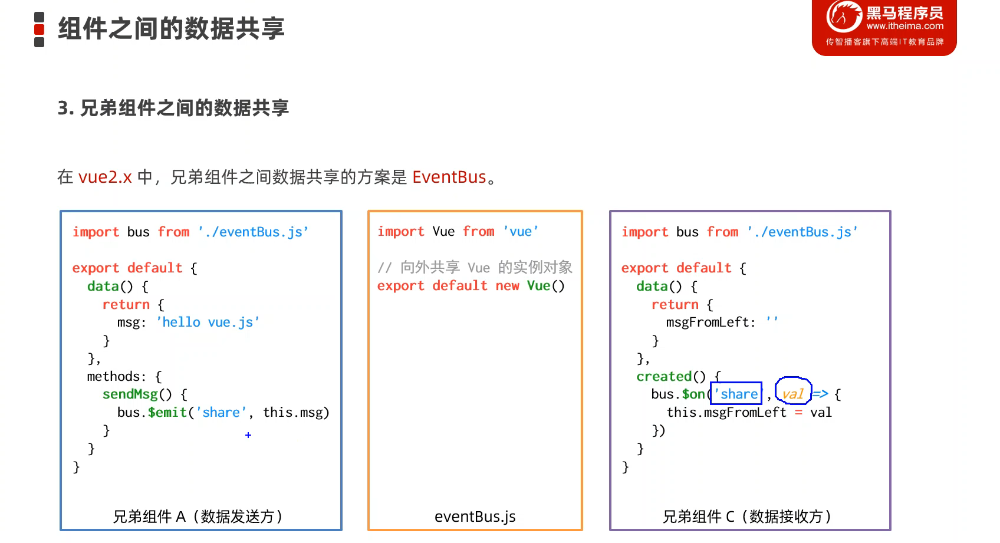 组件之间的数据共享
黑马程序员
www.itheima.com
传智播客旗下高端IT教育品牌
3. 兄弟组件之间的数据共享
在 vue2.x 中，兄弟组件之间数据共享的方案是 EventBus。
import bus from './eventBus.js’
export default {
data() {
return {
msg: 'hello vue.js’
}
},
methods: {
sendMsg() {
bus.$emit('share', this.msg)
}
}
}
兄弟组件 A（数据发送方）
import Vue from 'vue’
// 向外共享 Vue 的实例对象
export default new Vue()
eventBus.js
import bus from './eventBus.js’
export default {
data() {
return {
msgFromLeft: ''
}
},
created() {
bus.$on('share', val => {
this.msgFromLeft = val
})
}
}
兄弟组件 C（数据接收方）